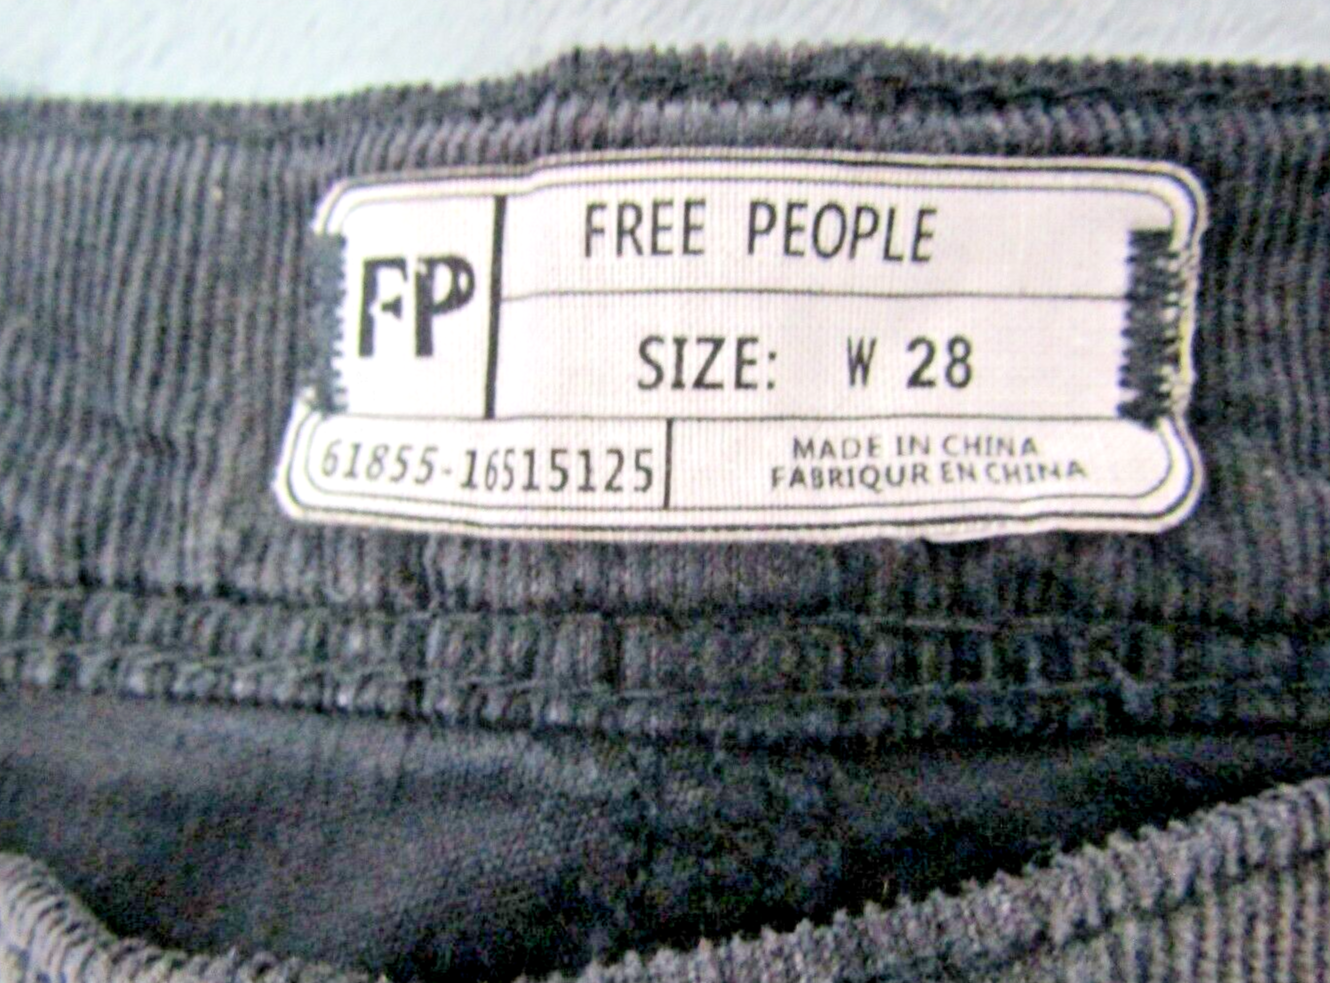 FP
FREE PEOPLE
SIZE: W 28
61855-16515125
MADE IN CHINA
FABRIQUR EN CHINA